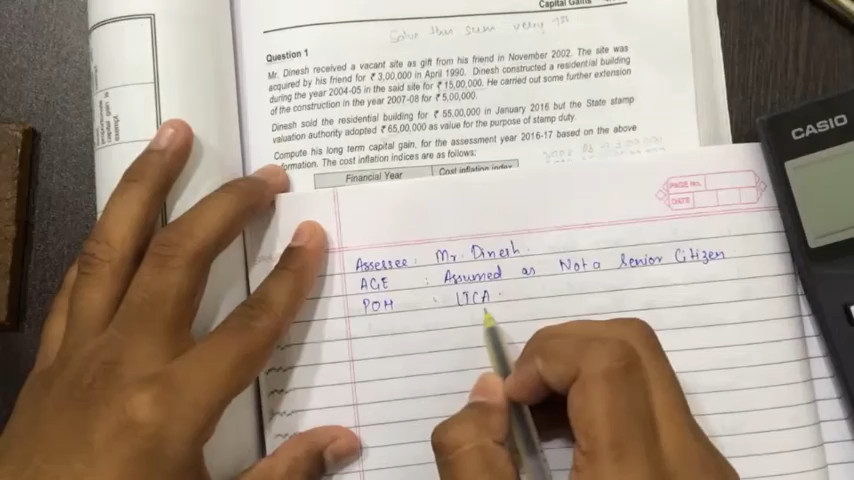 Capital Gains
Solve this sum very
Question 1
Mr. Dinesh received a vacant site as gift from his friend in November 2002. The site was
acquired by his friend for ₹ 3,00,000 in April 1990. Dinesh constructed a residential building
during the year 2004-05 in the said site for ₹ 15,00,000. He carried out some further extension
of the construction in the year 2007-08 for ₹ 5,00,000.
Dinesh sold the residential building for ₹ 55,00,000 in January 2016 but the State stamp
valuation authority adopted ₹ 65,00,000 as value for the purpose of stamp duty.
Compute his long term capital gain, for the assessment year 2016-17 based on the above
formation. The cost inflation indices are as follows:
Financial Year Cost inflation index
PAGE NO.
DATE
Assessee: Mr. Dinesh.
AGE : Assumed as Not a Senior Citizen
POH : LTCA.
CASIO